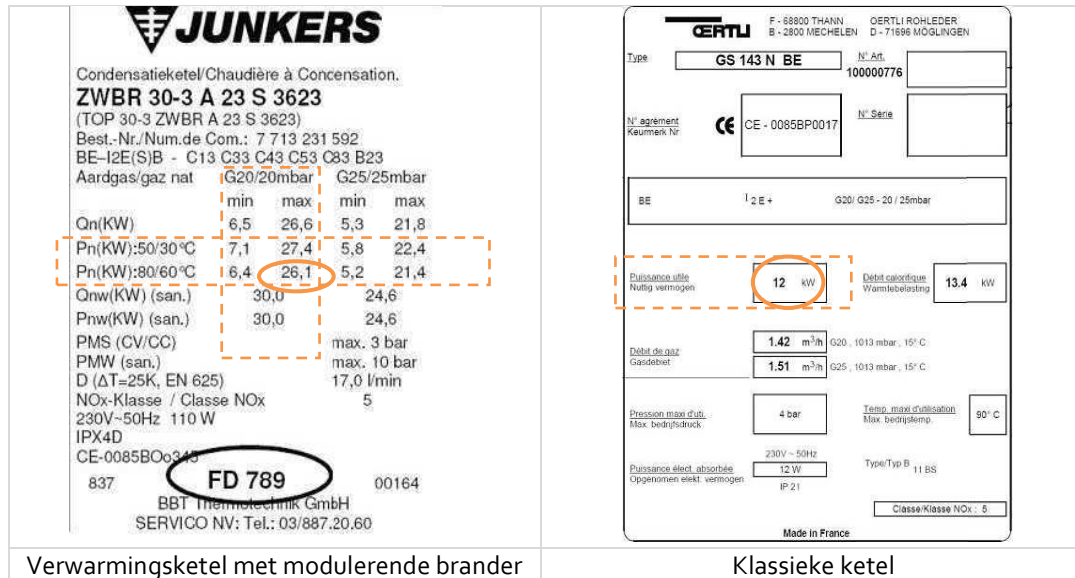 JUNKERS
Condensatieketel/Chaudière à Concensation.
ZWBR 30-3 A 23 S 3623
(TOP 30-3 ZWBR A 23 S 3623)
Best.-Nr./Num.de Com.: 7 713 231 592
BE–I2E(S)B - C13 C33 C43 C53 C83 B23
Aardgas/gaz nat G20/20mbar G25/25mbar
min max min max
Qn(KW) 6,5 26,6 5,3 21,8
Pn(KW):50/30°C 7,1 27,4 5,8 22,4
Pn(KW):80/60°C 6,4 26,1 5,2 21,4
Qnw(KW) (san.) 30,0 24,6
Pnw(KW) (san.) 30,0 24,6
PMS (CV/CC) max. 3 bar
PMW (san.) max. 10 bar
D (ΔT=25K, EN 625) 17,0 l/min
NOx-Klasse / Classe NOx 5
230V~50Hz 110 W
IPX4D
CE-0085BOo345
837 FD 789 00164
BBT Thermotechnik GmbH
SERVICO NV: Tel.: 03/887.20.60
Verwarmingsketel met modulerende brander
ŒRTLI
F - 68800 THANN OERTLI ROHLEDER
B - 2800 MECHELEN D - 71696 MÖGLINGEN
Type GS 143 N BE N° Art.
100000776
N° agrément
Keurmerk Nr
CE CE - 0085BP0017
N° Serie
BE I 2 E + G20/ G25 - 20 / 25mbar
Puissance utile
Nuttig vermogen
12 kW
Débit calorifique
Warmtebelasting
13.4 kW
Débit de gaz
Gasdebiet
1.42 m³/h G20 , 1013 mbar , 15° C
1.51 m³/h G25 , 1013 mbar , 15° C
Pression maxi d'uti.
Max. bedrijfsdruck
4 bar
Temp. maxi d'utilisation
Max. bedrijstemp.
90° C
Puissance élect. absorbée
Opgenomen elekt. vermogen
230V ~ 50Hz
12 W
IP 21
Type/Typ B 11 BS
Classe/Klasse NOx : 5
Made in France
Klassieke ketel